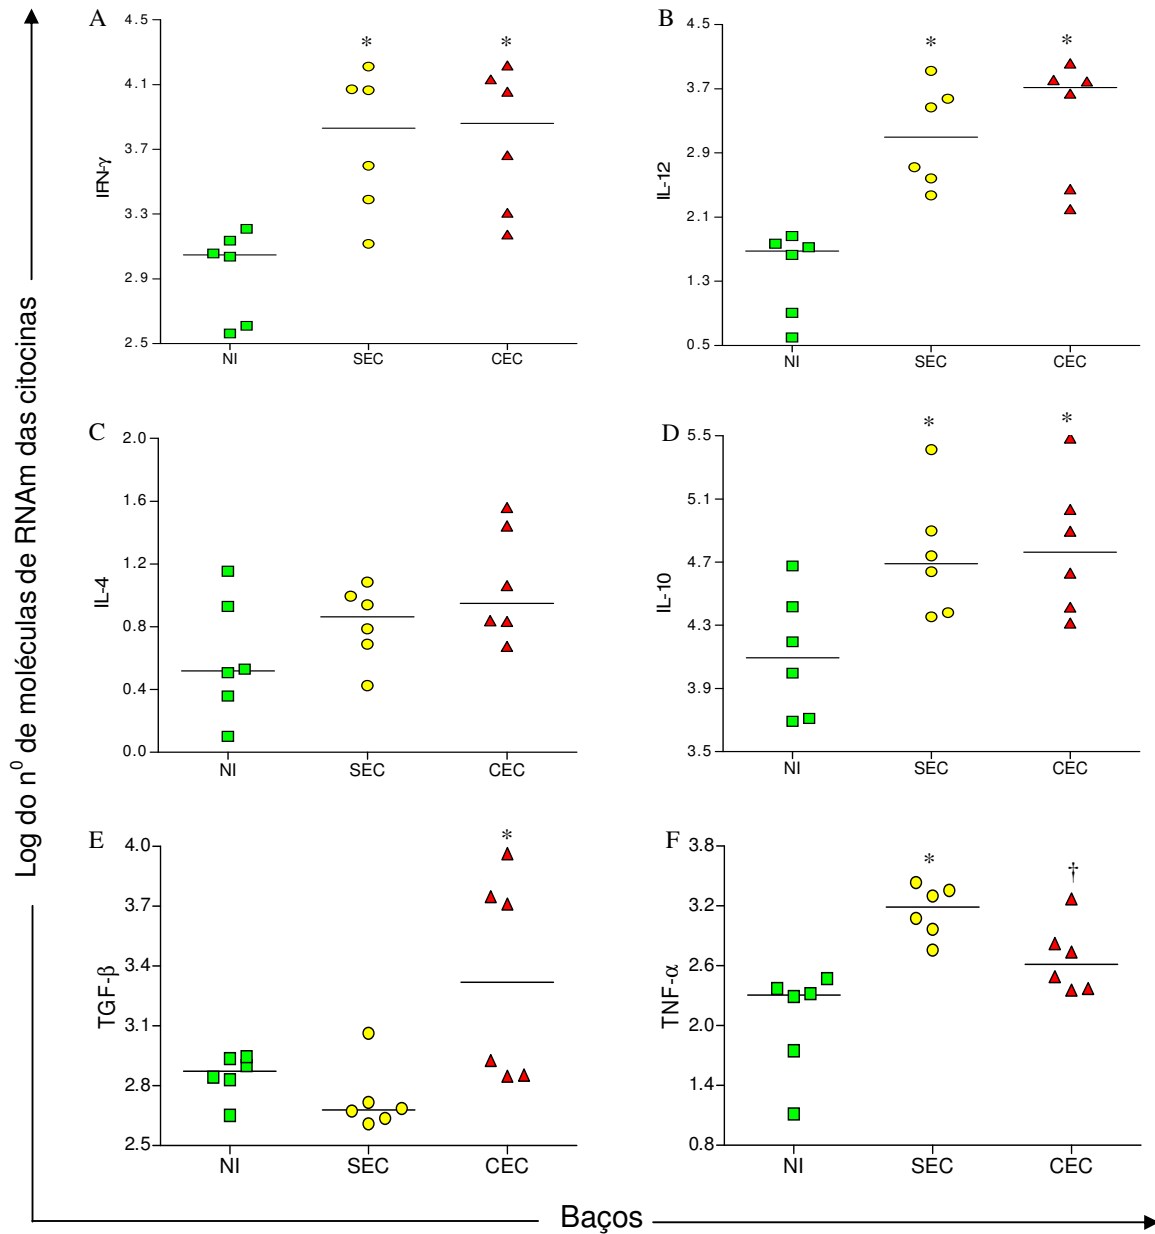 A
4.5
4.1
3.7
3.3
2.9
2.5
IFN-γ
*
*
NI
SEC
CEC
B
4.5
3.7
2.9
2.1
1.3
0.5
IL-12
*
*
NI
SEC
CEC
C
2.0
1.6
1.2
0.8
0.4
0.0
IL-4
NI
SEC
CEC
D
5.5
5.1
4.7
4.3
3.9
3.5
IL-10
*
*
NI
SEC
CEC
E
4.0
3.7
3.4
3.1
2.8
2.5
TGF-β
*
NI
SEC
CEC
F
3.8
3.2
2.6
2.0
1.4
0.8
TNF-α
*
†
NI
SEC
CEC
Log do n⁰ de moléculas de RNAm das citocinas
Baços